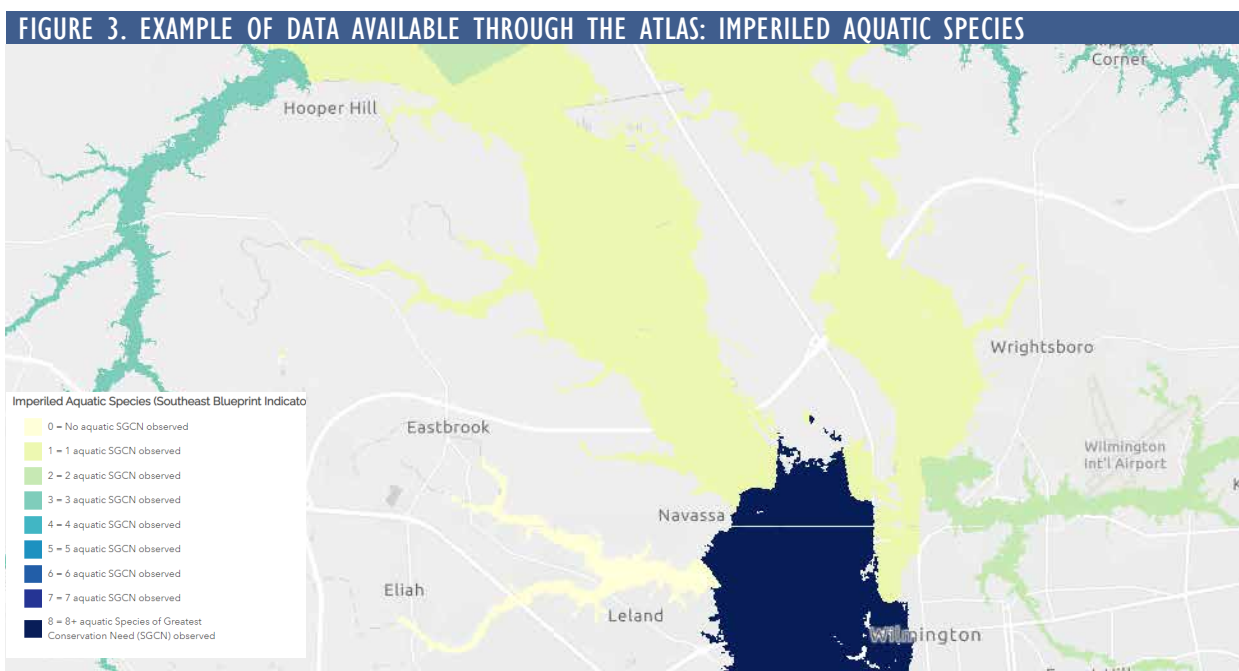 FIGURE 3. EXAMPLE OF DATA AVAILABLE THROUGH THE ATLAS: IMPERILED AQUATIC SPECIES
Corner
Hooper Hill
Wrightsboro
Imperiled Aquatic Species (Southeast Blueprint Indicato
0 = No aquatic SGCN observed
1 = 1 aquatic SGCN observed
2 = 2 aquatic SGCN observed
3 = 3 aquatic SGCN observed
4 = 4 aquatic SGCN observed
5 = 5 aquatic SGCN observed
6 = 6 aquatic SGCN observed
7 = 7 aquatic SGCN observed
8 = 8+ aquatic Species of Greatest
Conservation Need (SGCN) observed
Eastbrook
Wilmington
Int'l Airport
K
Navassa
Eliah
Leland
Wilmington